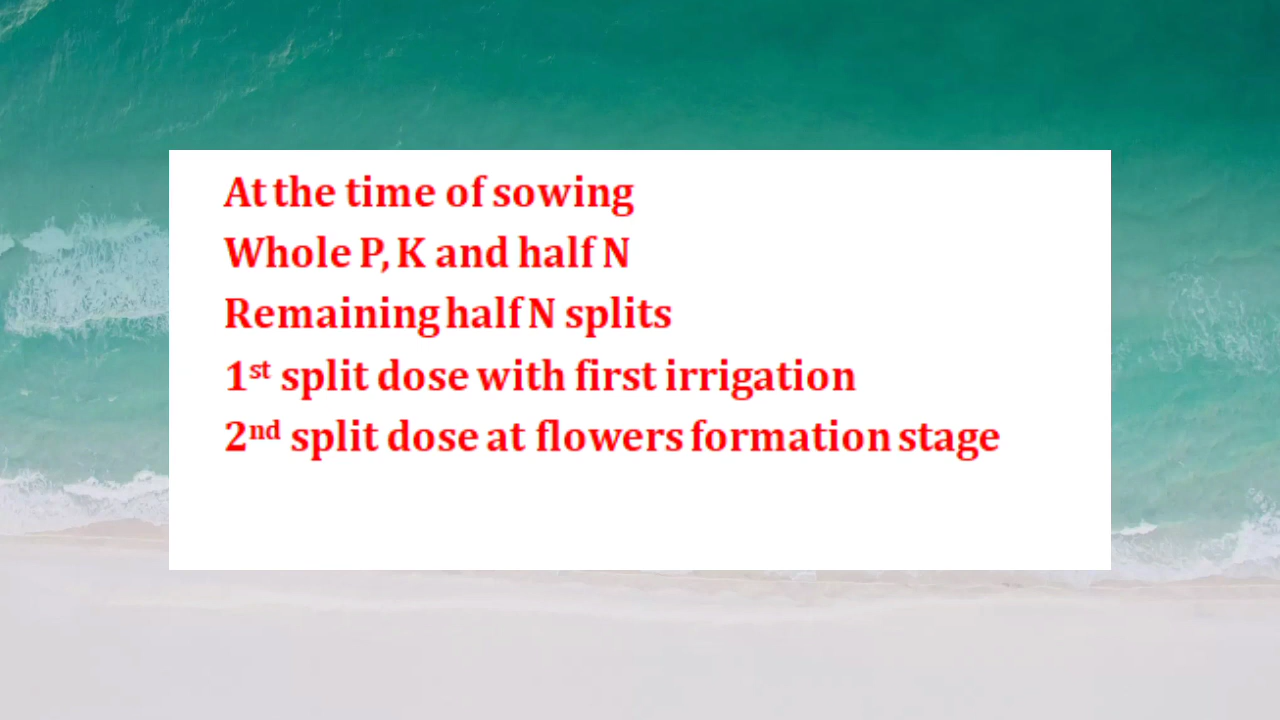 At the time of sowing
Whole P, K and half N
Remaining half N splits
1st split dose with first irrigation
2nd split dose at flowers formation stage